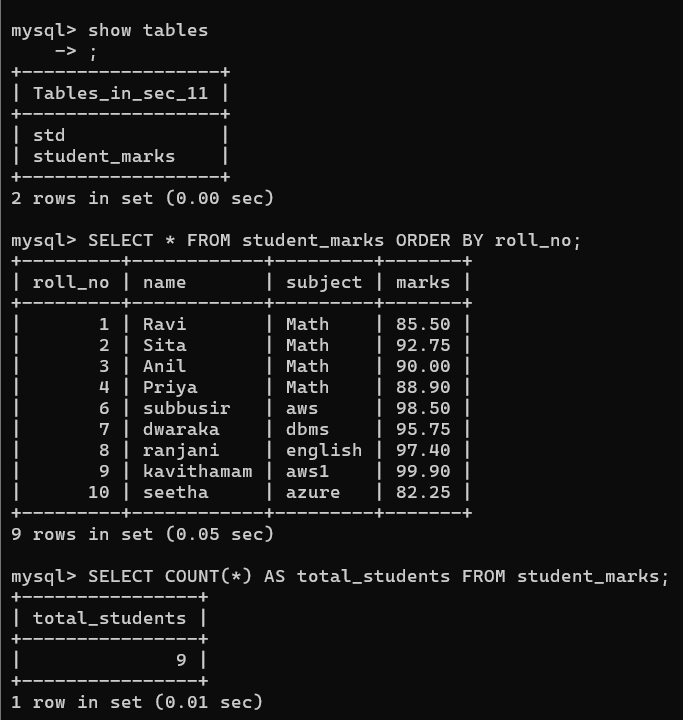 mysql> show tables
    -> ;
+------------------+
| Tables_in_sec_11 |
+------------------+
| std              |
| student_marks    |
+------------------+
2 rows in set (0.00 sec)

mysql> SELECT * FROM student_marks ORDER BY roll_no;
+---------+------------+---------+-------+
| roll_no | name       | subject | marks |
+---------+------------+---------+-------+
|       1 | Ravi       | Math    | 85.50 |
|       2 | Sita       | Math    | 92.75 |
|       3 | Anil       | Math    | 90.00 |
|       4 | Priya      | Math    | 88.90 |
|       6 | subbusir   | aws     | 98.50 |
|       7 | dwaraka    | dbms    | 95.75 |
|       8 | ranjani    | english | 97.40 |
|       9 | kavithamam | aws1    | 99.90 |
|      10 | seetha     | azure   | 82.25 |
+---------+------------+---------+-------+
9 rows in set (0.05 sec)

mysql> SELECT COUNT(*) AS total_students FROM student_marks;
+----------------+
| total_students |
+----------------+
|              9 |
+----------------+
1 row in set (0.01 sec)